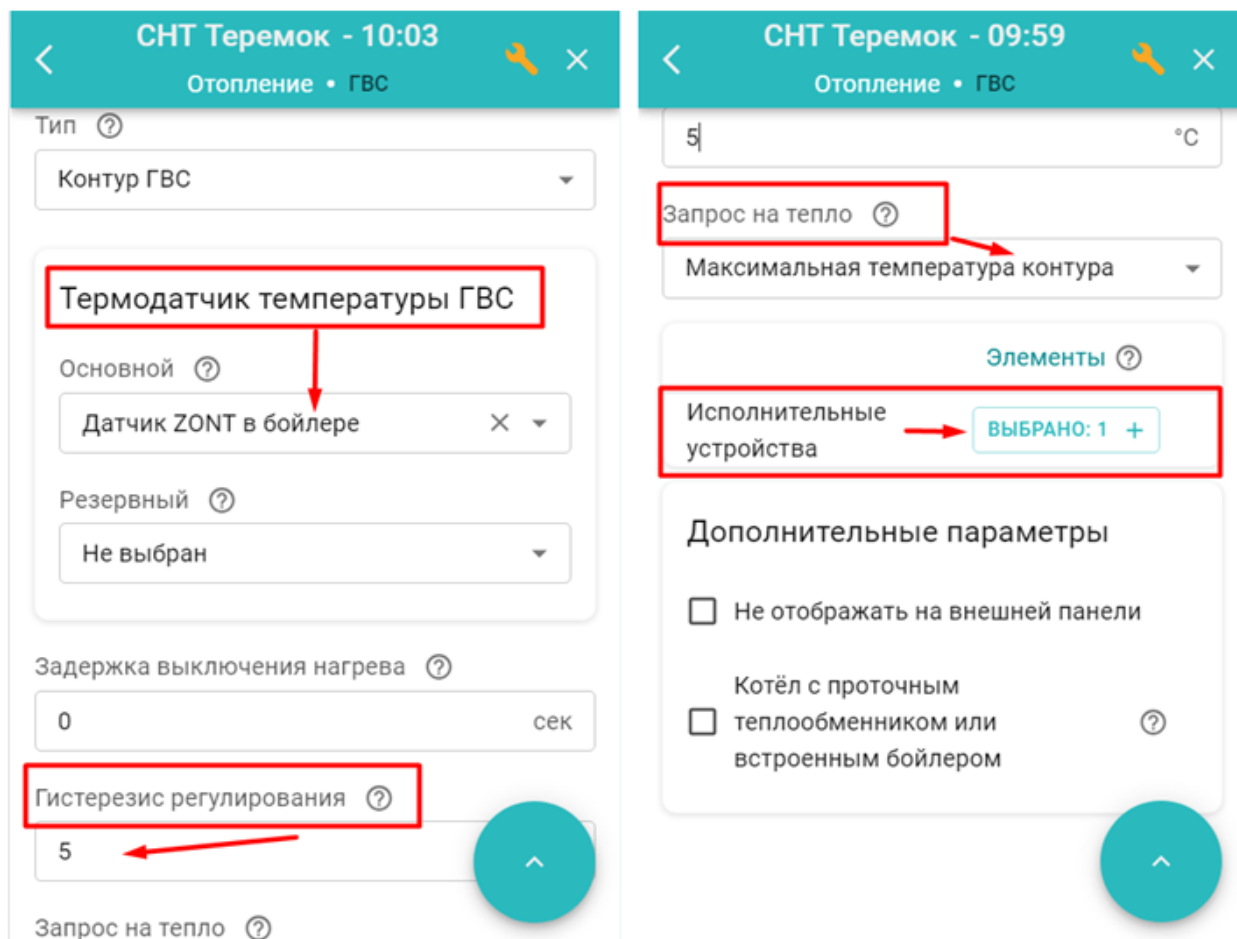 СНТ Теремок - 10:03
Отопление • ГВС
Тип
Контур ГВС
Термодатчик температуры ГВС
Основной
Датчик ZONT в бойлере
Резервный
Не выбран
Задержка выключения нагрева
0 сек
Гистерезис регулирования
5
Запрос на тепло
СНТ Теремок - 09:59
Отопление • ГВС
5 °C
Запрос на тепло
Максимальная температура контура
Элементы
Исполнительные
устройства
ВЫБРАНО: 1 +
Дополнительные параметры
Не отображать на внешней панели
Котёл с проточным
теплообменником или
встроенным бойлером